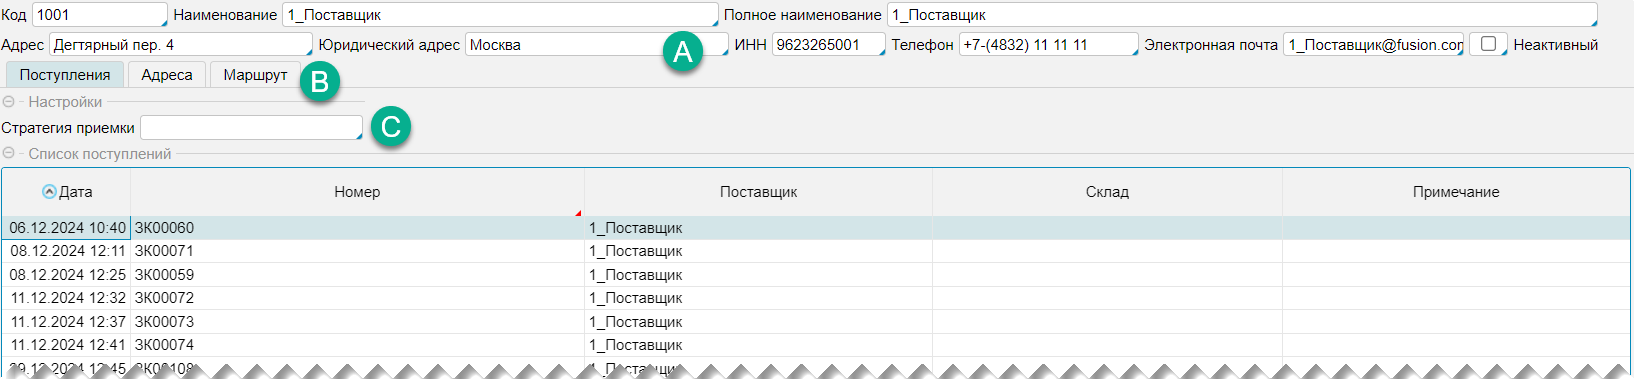 Код 1001 Наименование 1_Поставщик Полное наименование 1_Поставщик
Адрес Дегтярный пер. 4 Юридический адрес Москва A ИНН 9623265001 Телефон +7-(4832) 11 11 11 Электронная почта 1_Поставщик@fusion.con Неактивный
Поступления Адреса Маршрут B
Настройки
Стратегия приемки C
Список поступлений
Дата Номер Поставщик Склад Примечание
06.12.2024 10:40 ЗК00060 1_Поставщик
08.12.2024 12:11 ЗК00071 1_Поставщик
08.12.2024 12:25 ЗК00059 1_Поставщик
11.12.2024 12:32 ЗК00072 1_Поставщик
11.12.2024 12:37 ЗК00073 1_Поставщик
11.12.2024 12:41 ЗК00074 1_Поставщик